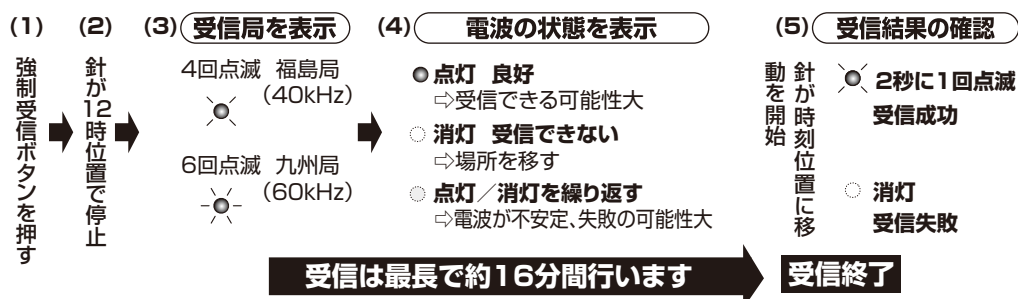 (1)
強制受信ボタンを押す
(2)
針が12時位置で停止
(3) 受信局を表示
4回点滅 福島局
(40kHz)
6回点滅 九州局
(60kHz)
(4) 電波の状態を表示
点灯 良好
⇨受信できる可能性大
消灯 受信できない
⇨場所を移す
点灯／消灯を繰り返す
⇨電波が不安定、失敗の可能性大
(5) 受信結果の確認
針が時刻位置に移
動を開始
2秒に1回点滅
受信成功
消灯
受信失敗
受信は最長で約16分間行います
受信終了